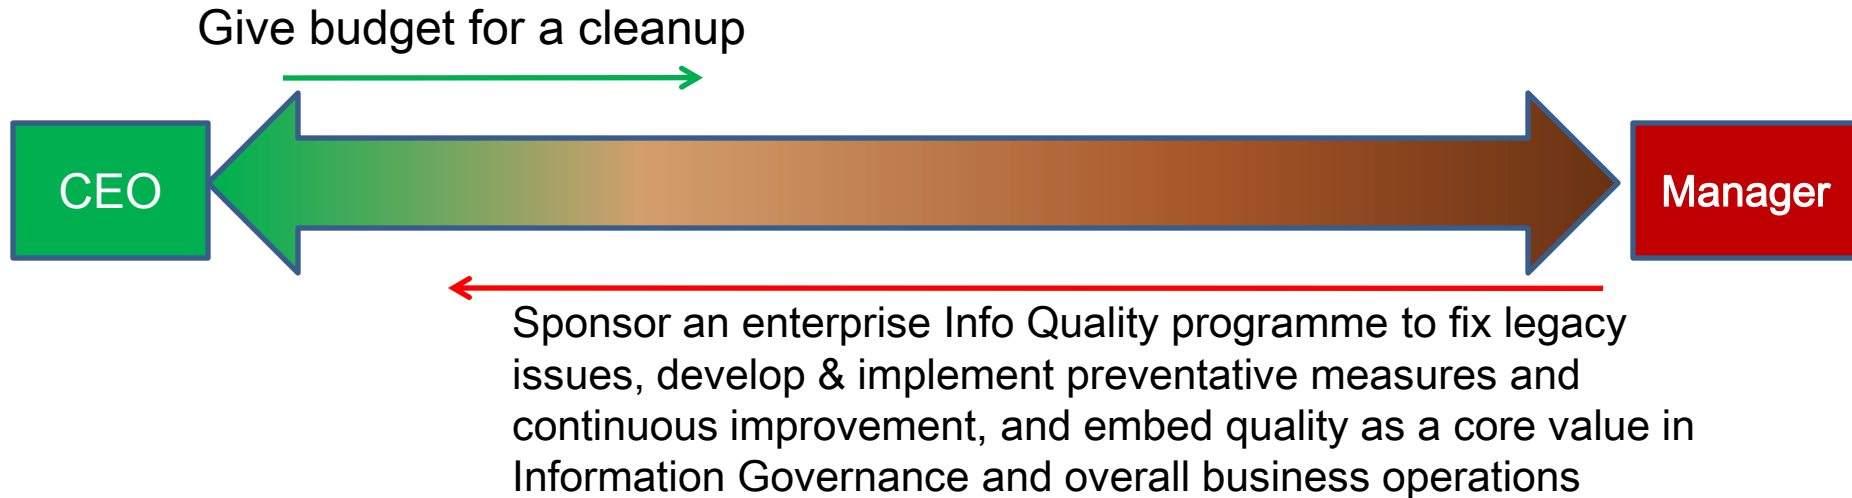 Give budget for a cleanup
CEO
Manager
Sponsor an enterprise Info Quality programme to fix legacy
issues, develop & implement preventative measures and
continuous improvement, and embed quality as a core value in
Information Governance and overall business operations